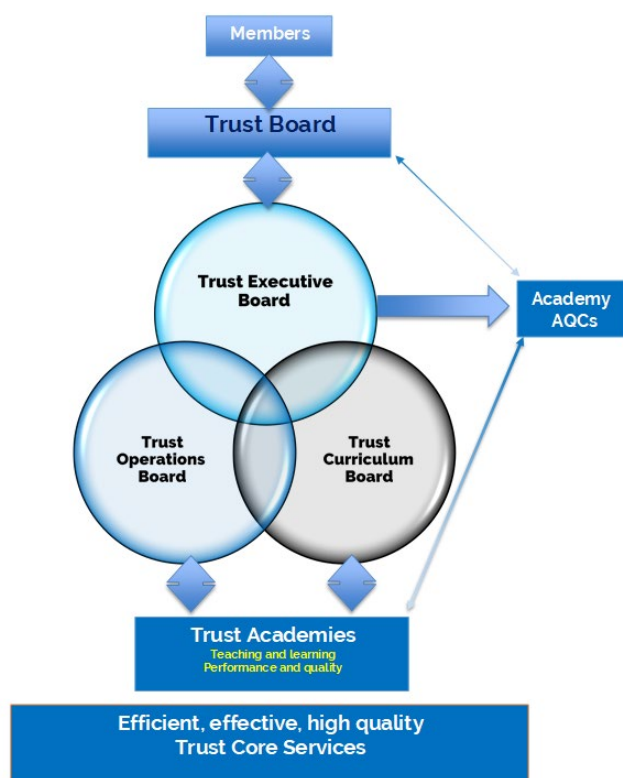 Members
Trust Board
Trust Executive
Board
Academy
AQCs
Trust
Operations
Board
Trust
Curriculum
Board
Trust Academies
Teaching and learning
Performance and quality
Efficient, effective, high quality
Trust Core Services